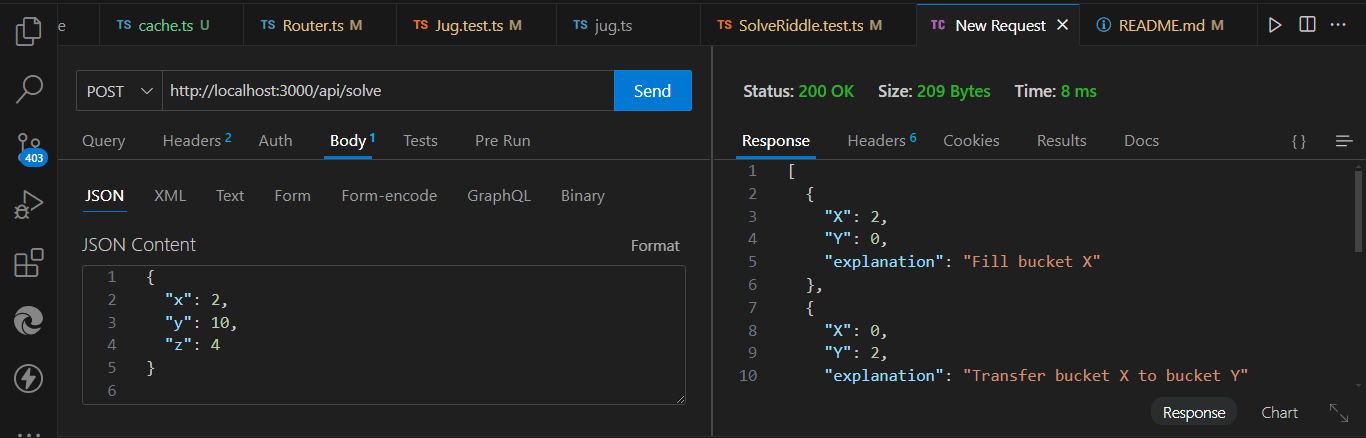 e
TS cache.ts U
TS Router.ts M
TS Jug.test.ts M
TS jug.ts
TS SolveRiddle.test.ts M
TC New Request
README.md M
403
POST
http://localhost:3000/api/solve
Send
Query
Headers 2
Auth
Body 1
Tests
Pre Run
JSON
XML
Text
Form
Form-encode
GraphQL
Binary
JSON Content
Format
1 {
2 "x": 2,
3 "y": 10,
4 "z": 4
5 }
6
Status: 200 OK
Size: 209 Bytes
Time: 8 ms
Response
Headers 6
Cookies
Results
Docs
{}
1 [
2 {
3 "X": 2,
4 "Y": 0,
5 "explanation": "Fill bucket X"
6 },
7 {
8 "X": 0,
9 "Y": 2,
10 "explanation": "Transfer bucket X to bucket Y"
Response
Chart